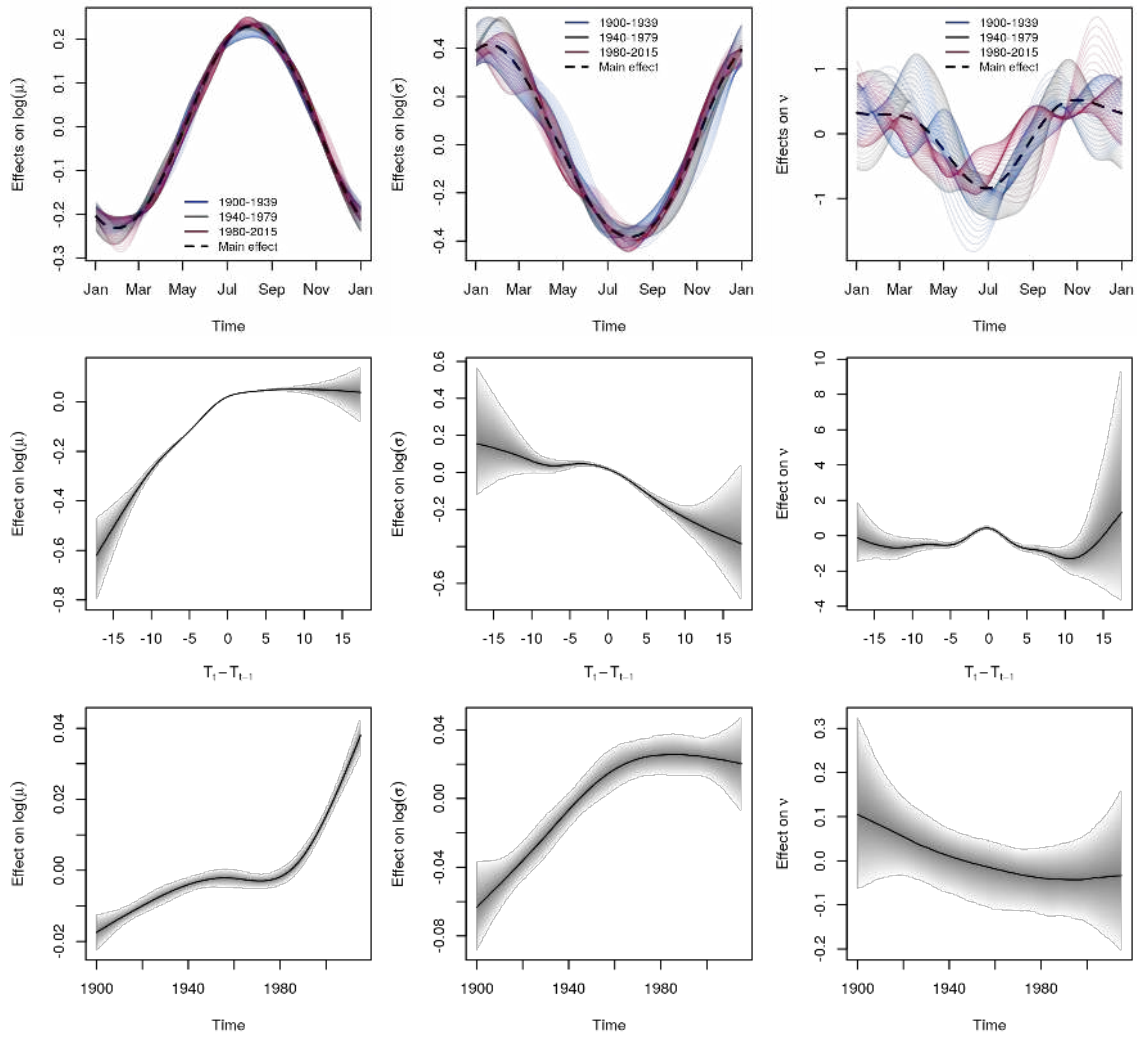 Effects on log(μ)
0.2
0.1
0.0
-0.1
-0.2
-0.3
1900-1939
1940-1979
1980-2015
Main effect
Jan Mar May Jul Sep Nov Jan
Time
Effects on log(σ)
0.4
0.2
0.0
-0.2
-0.4
1900-1939
1940-1979
1980-2015
Main effect
Jan Mar May Jul Sep Nov Jan
Time
Effects on ν
1
0
-1
1900-1939
1940-1979
1980-2015
Main effect
Jan Mar May Jul Sep Nov Jan
Time
Effect on log(μ)
0.0
-0.2
-0.4
-0.6
-0.8
-15 -10 -5 0 5 10 15
Tt − Tt−1
Effect on log(σ)
0.6
0.4
0.2
0.0
-0.2
0.6
-15 -10 -5 0 5 10 15
Tt − Tt−1
Effect on ν
10
8
6
4
2
0
-2
-4
-15 -10 -5 0 5 10 15
Tt − Tt−1
Effect on log(μ)
0.04
0.02
0.00
-0.02
1900 1940 1980
Time
Effect on log(σ)
0.04
0.00
-0.04
-0.08
1900 1940 1980
Time
Effect on ν
0.3
0.2
0.1
0.0
-0.1
-0.2
1900 1940 1980
Time